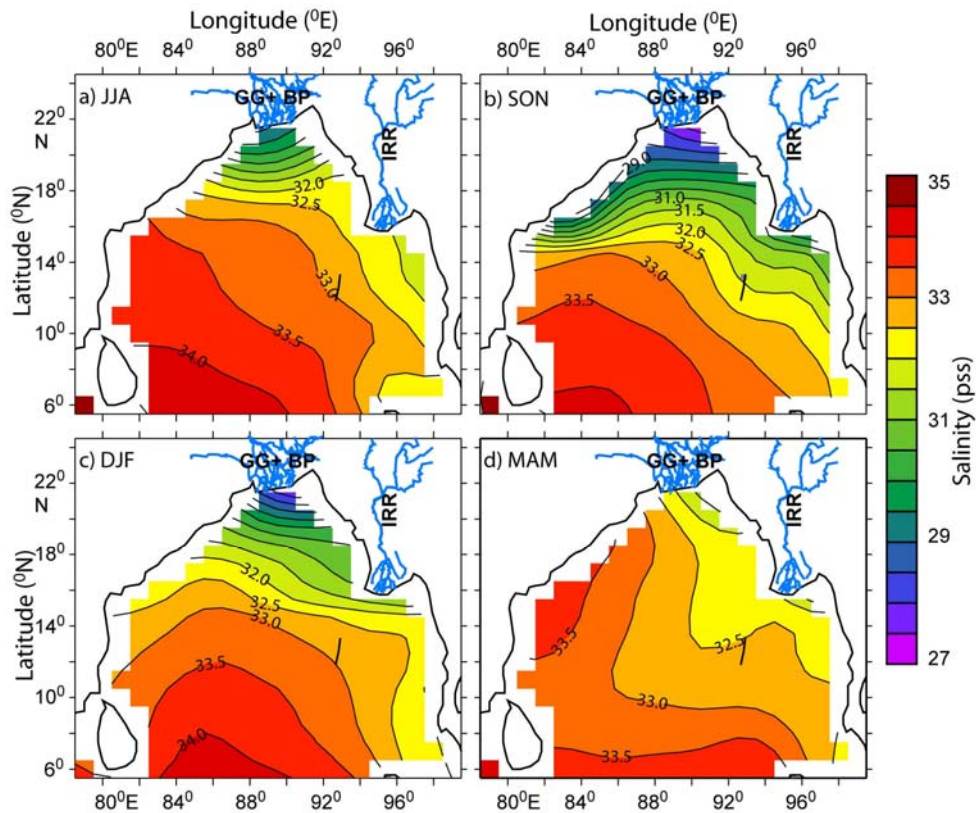 Longitude (⁰E)
Longitude (⁰E)
80⁰E 84⁰ 88⁰ 92⁰ 96⁰
80⁰E 84⁰ 88⁰ 92⁰ 96⁰
a) JJA
GG+ BP
IRR
22⁰
N
18⁰
14⁰
10⁰
6⁰
Latitude (⁰N)
32.0
32.5
33.0
33.5
34.0
b) SON
GG+ BP
IRR
29.0
31.0
31.5
32.0
32.5
33.0
33.5
c) DJF
GG+ BP
IRR
22⁰
N
18⁰
14⁰
10⁰
6⁰
Latitude (⁰N)
32.0
32.5
33.0
33.5
34.0
d) MAM
GG+ BP
IRR
33.5
32.5
33.0
33.5
80⁰E 84⁰ 88⁰ 92⁰ 96⁰
80⁰E 84⁰ 88⁰ 92⁰ 96⁰
35
33
31
29
27
Salinity (pss)